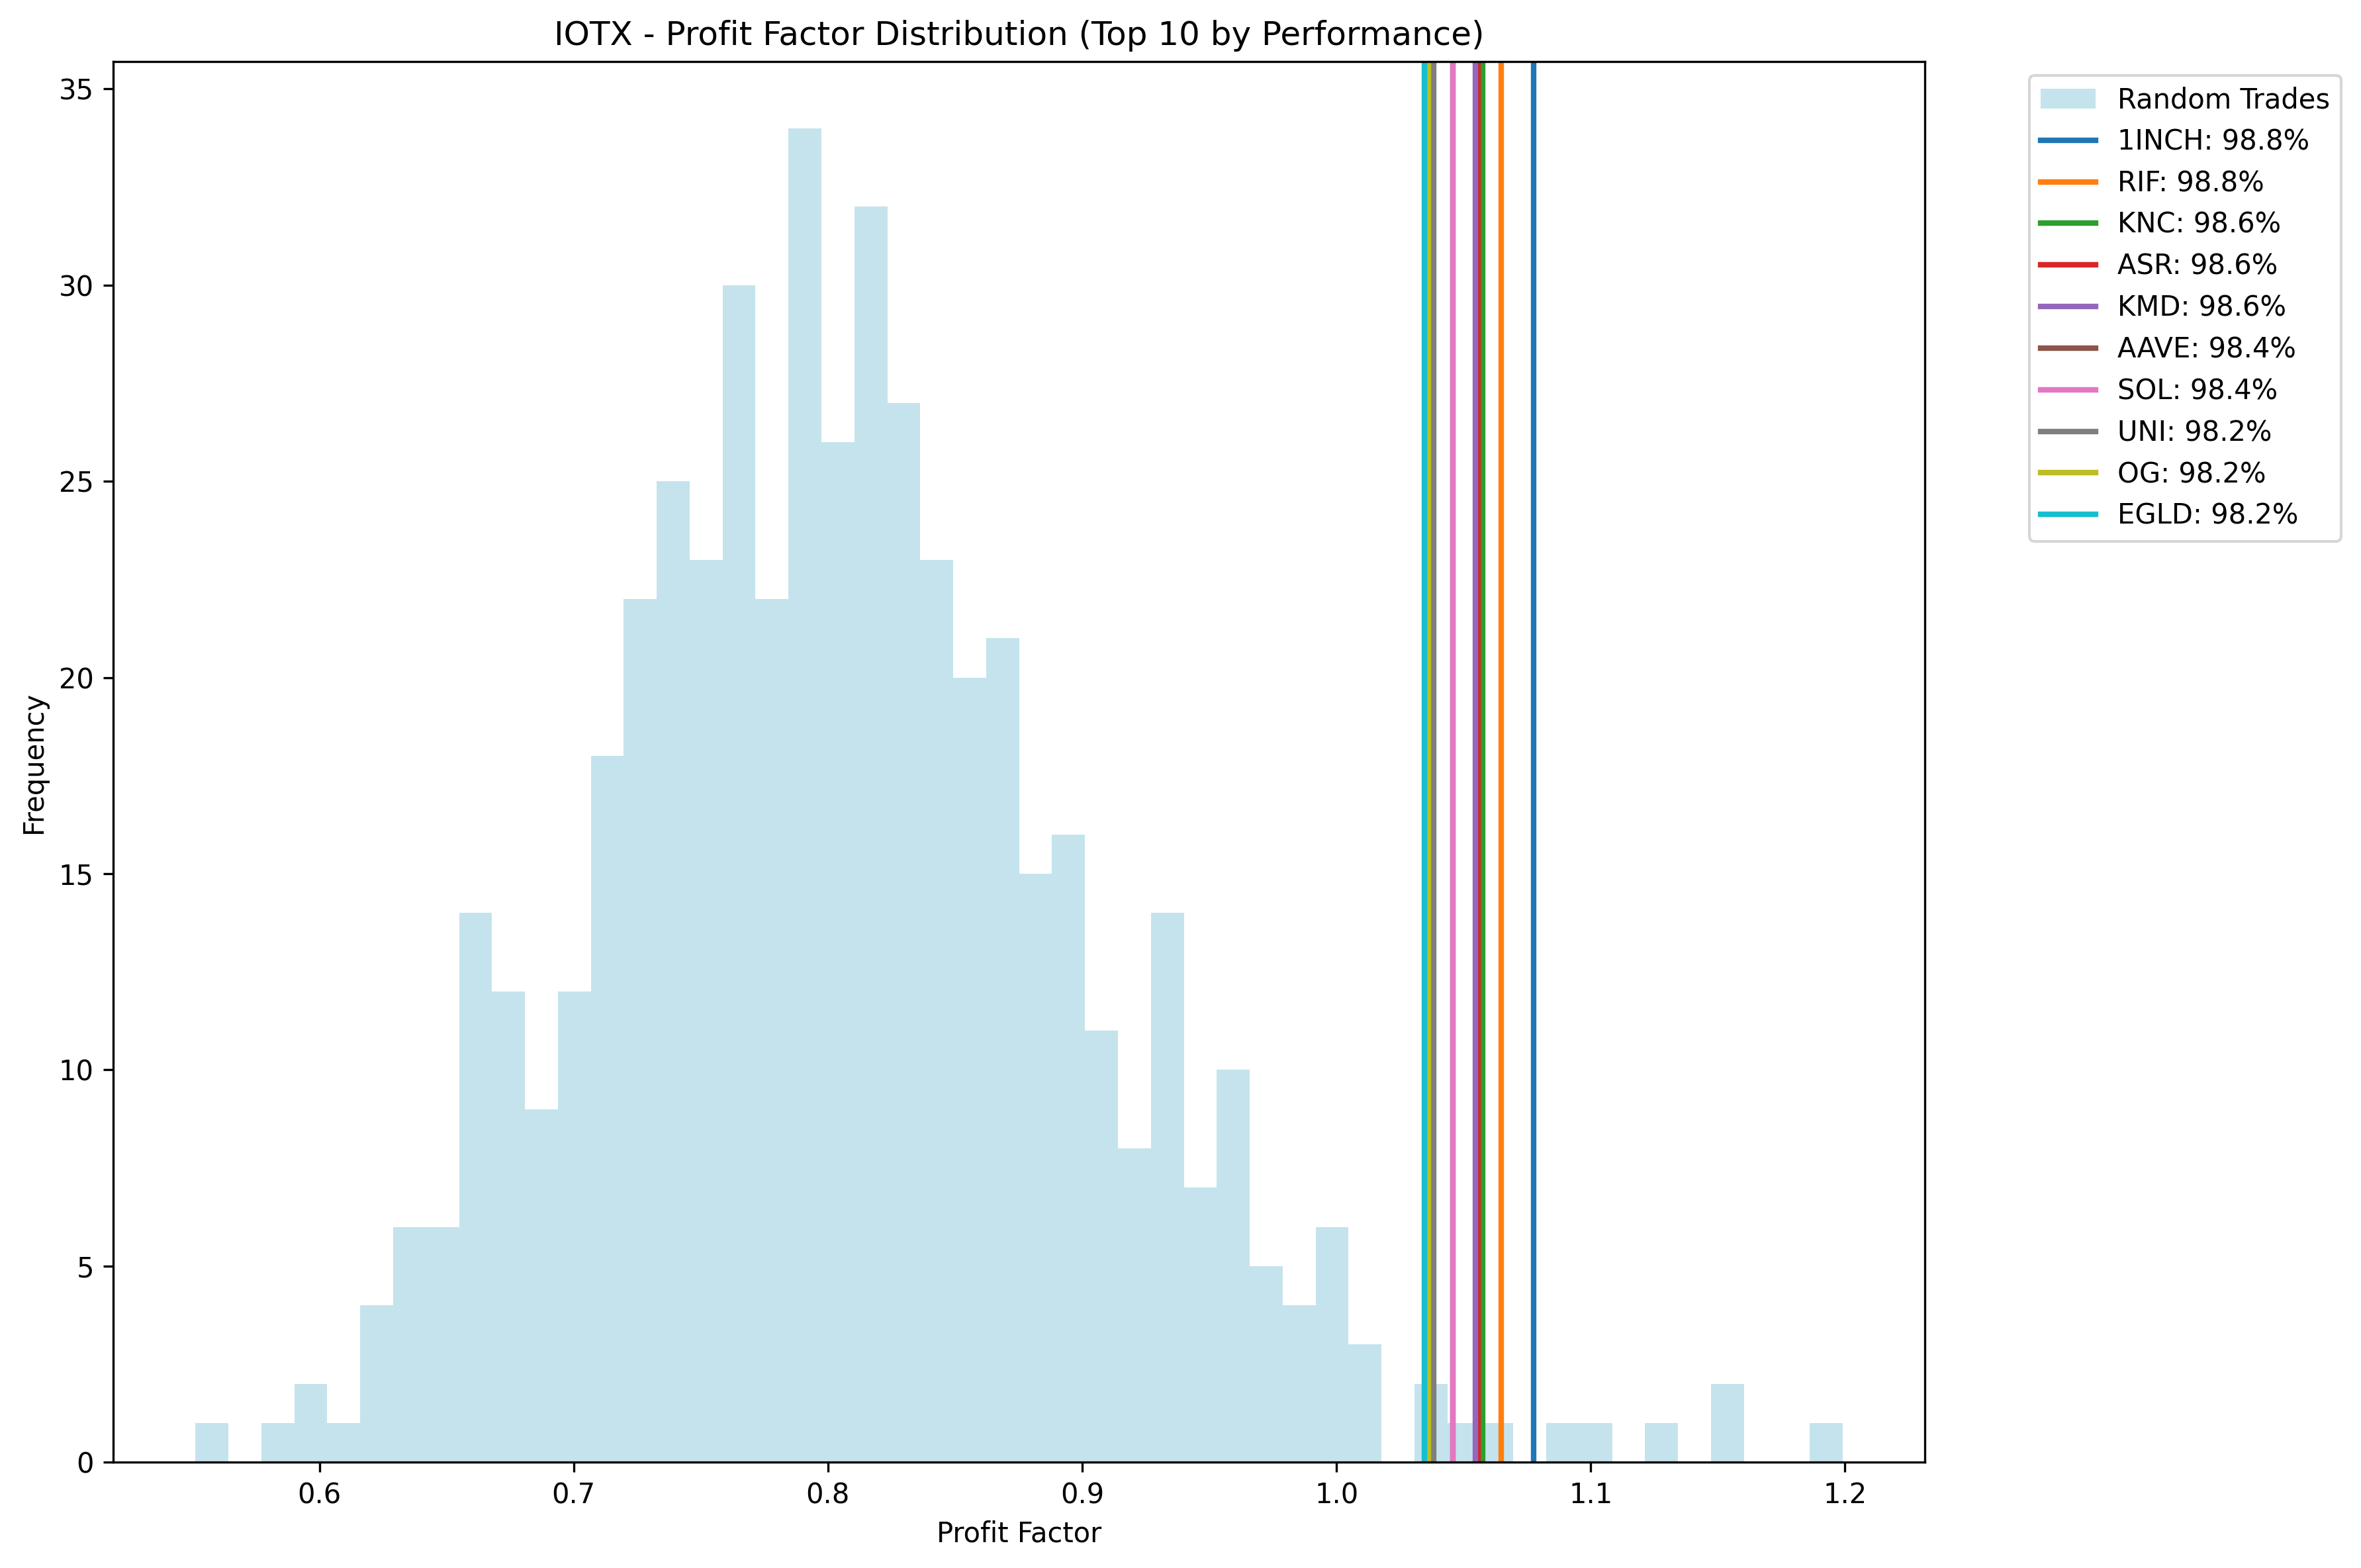 IOTX - Profit Factor Distribution (Top 10 by Performance)
35
30
25
20
15
10
5
0
Frequency
0.6
0.7
0.8
0.9
1.0
1.1
1.2
Profit Factor
Random Trades
1INCH: 98.8%
RIF: 98.8%
KNC: 98.6%
ASR: 98.6%
KMD: 98.6%
AAVE: 98.4%
SOL: 98.4%
UNI: 98.2%
OG: 98.2%
EGLD: 98.2%